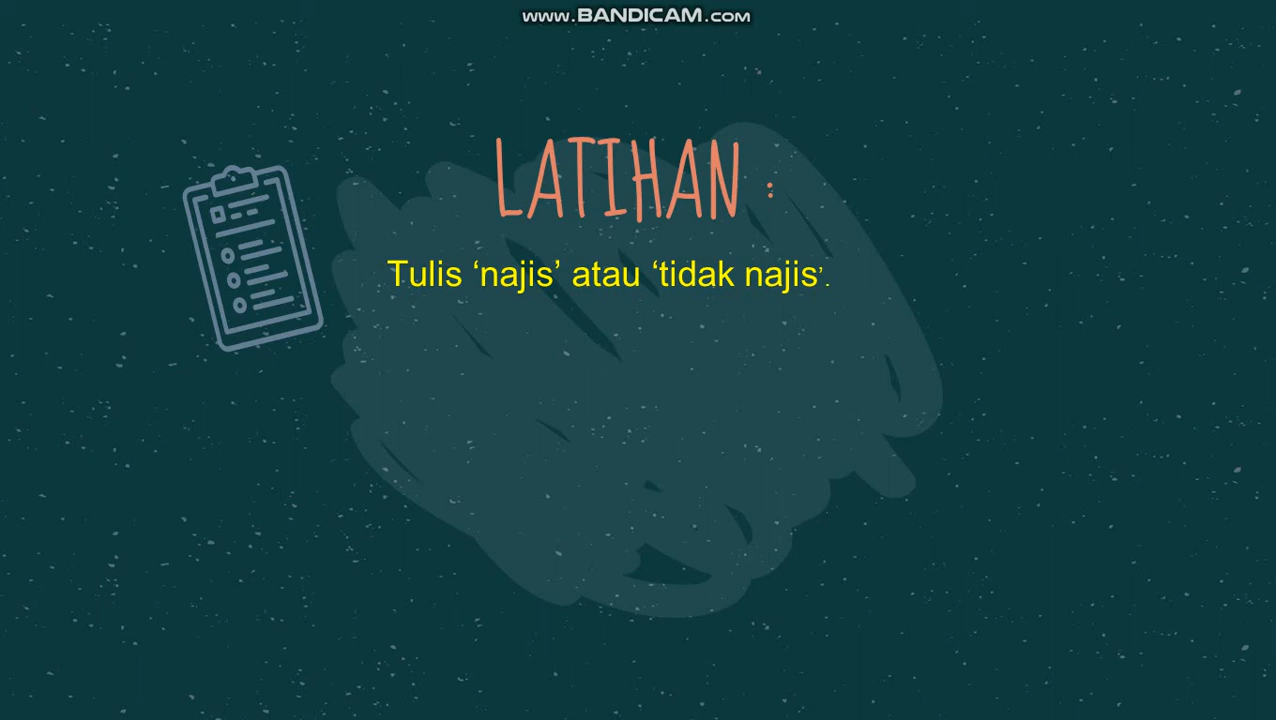 www.BANDICAM.com
LATIHAN :
Tulis ‘najis’ atau ‘tidak najis’.